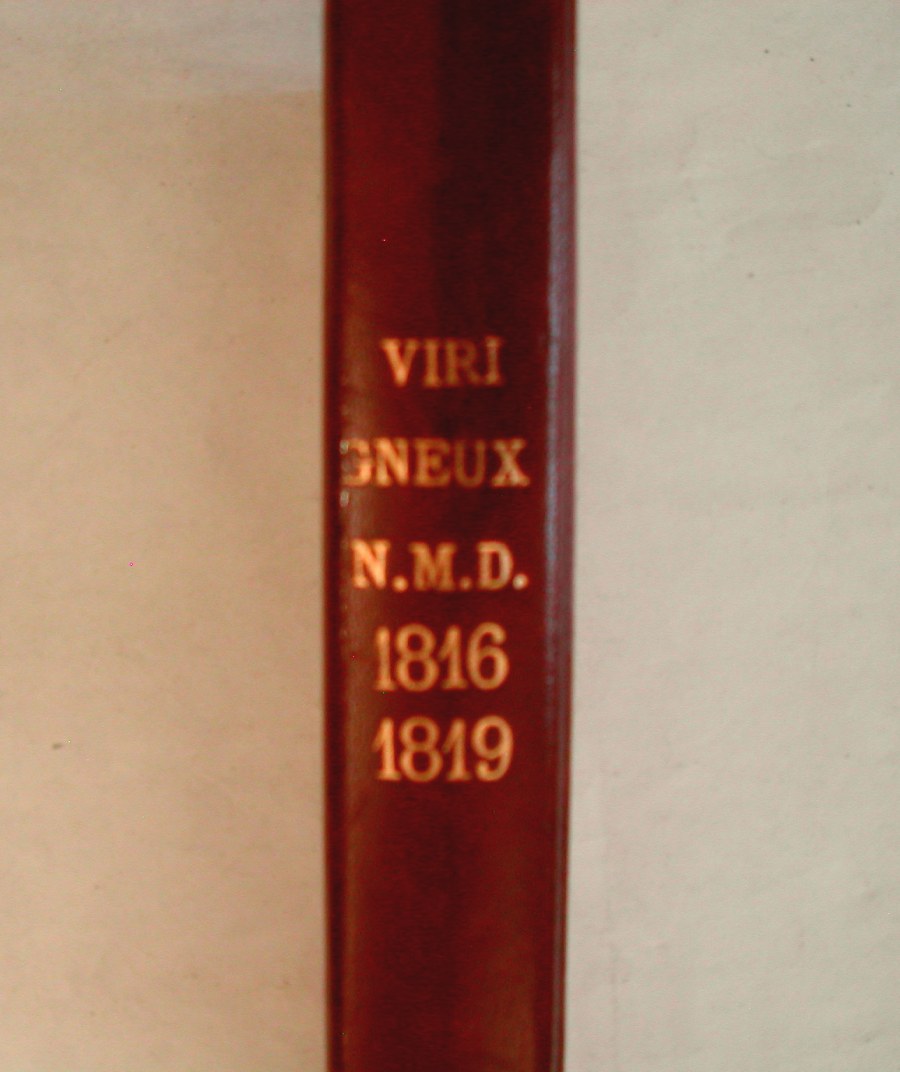 VIRI
GNEUX
N.M.D.
1816
1819